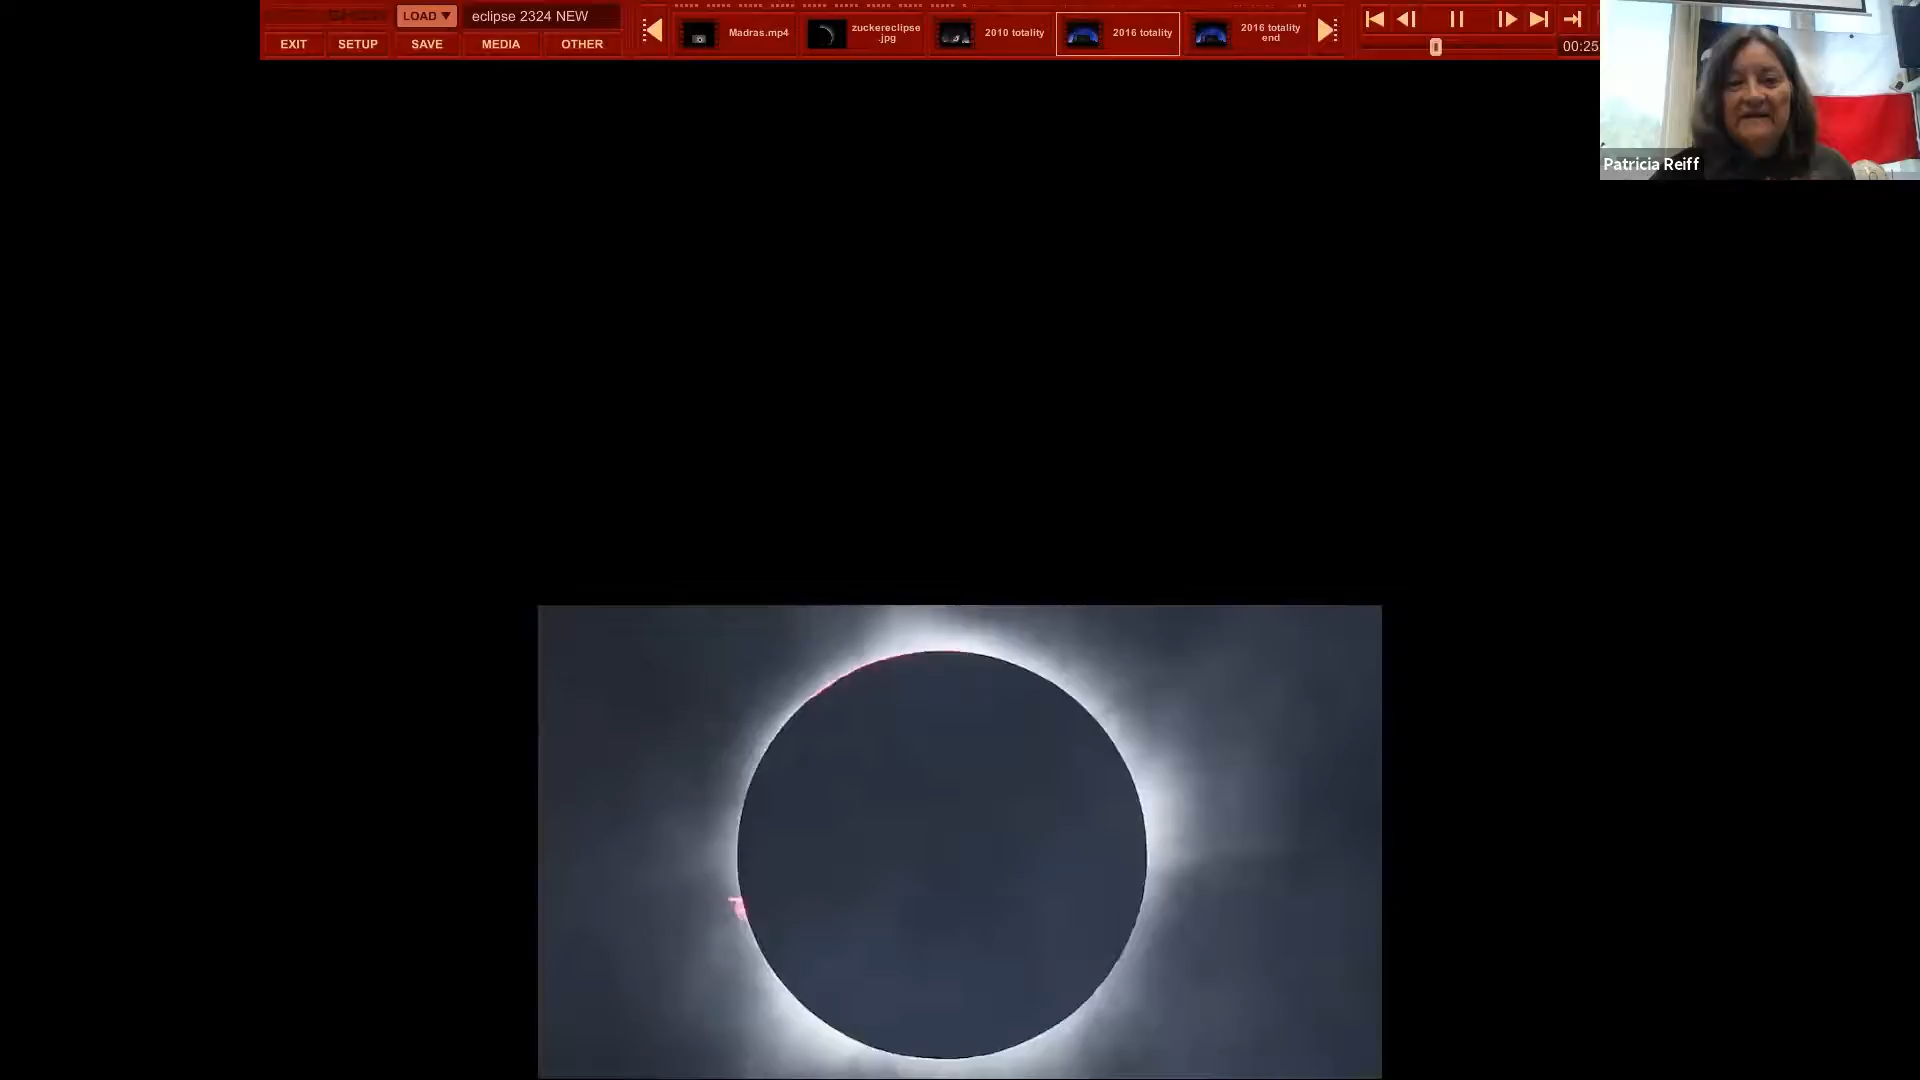 LOAD
eclipse 2324 NEW
EXIT
SETUP
SAVE
MEDIA
OTHER
Madras.mp4
zuckereclipse
.jpg
2010 totality
2016 totality
2016 totality
end
00:25
Patricia Reiff